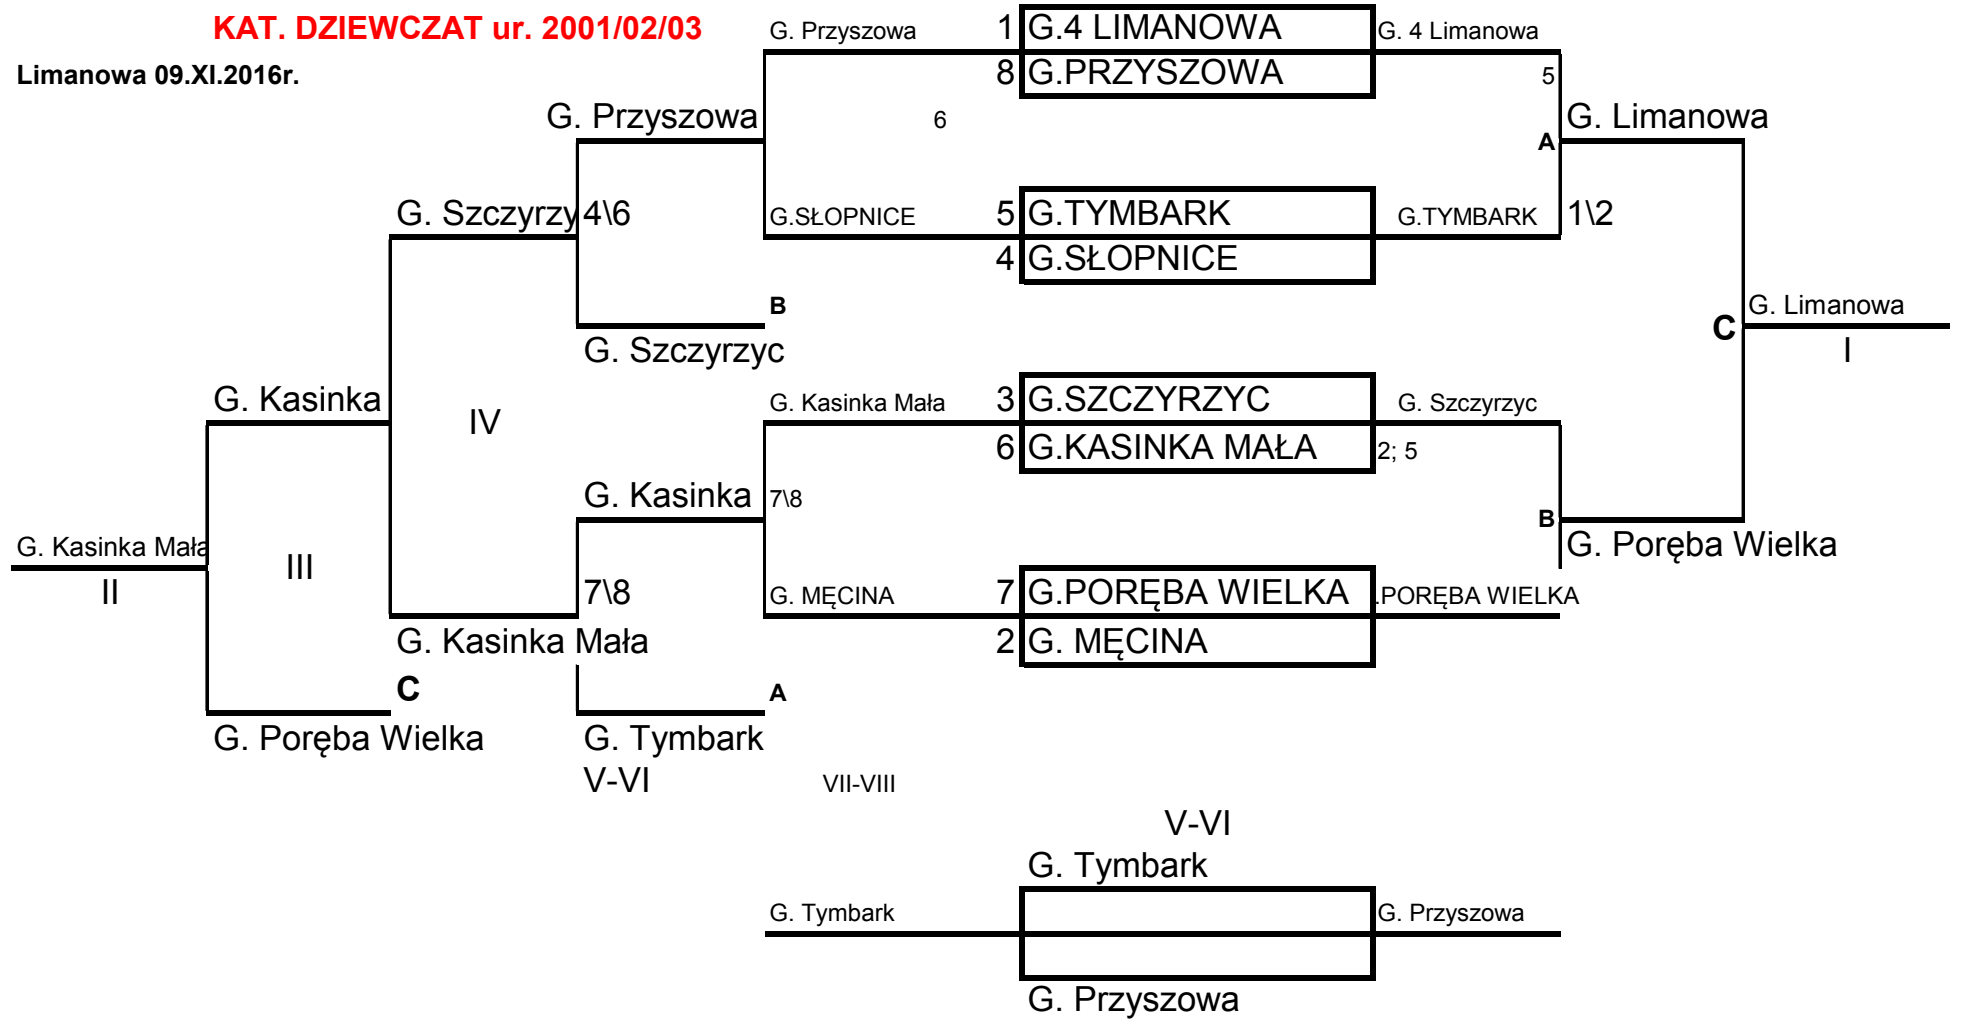 KAT. DZIEWCZAT ur. 2001/02/03
G. Przyszowa
1 G.4 LIMANOWA
G. 4 Limanowa
Limanowa 09.XI.2016r.
8 G.PRZYSZOWA
5
G. Przyszowa
6
G. Limanowa
A
G. Szczyrzy
4\6
G.SŁOPNICE
5 G.TYMBARK
G.TYMBARK
1\2
4 G.SŁOPNICE
B
G. Limanowa
C
I
G. Szczyrzyc
G. Kasinka
IV
G. Kasinka Mała
3 G.SZCZYRZYC
G. Szczyrzyc
6 G.KASINKA MAŁA
2; 5
G. Kasinka
7\8
B
G. Kasinka Mała
II
III
G. Poręba Wielka
7\8
G. MĘCINA
7 G.PORĘBA WIELKA
.PORĘBA WIELKA
G. Kasinka Mała
2 G. MĘCINA
C
A
G. Poręba Wielka
G. Tymbark
V-VI
VII-VIII
V-VI
G. Tymbark
G. Tymbark
G. Przyszowa
G. Przyszowa